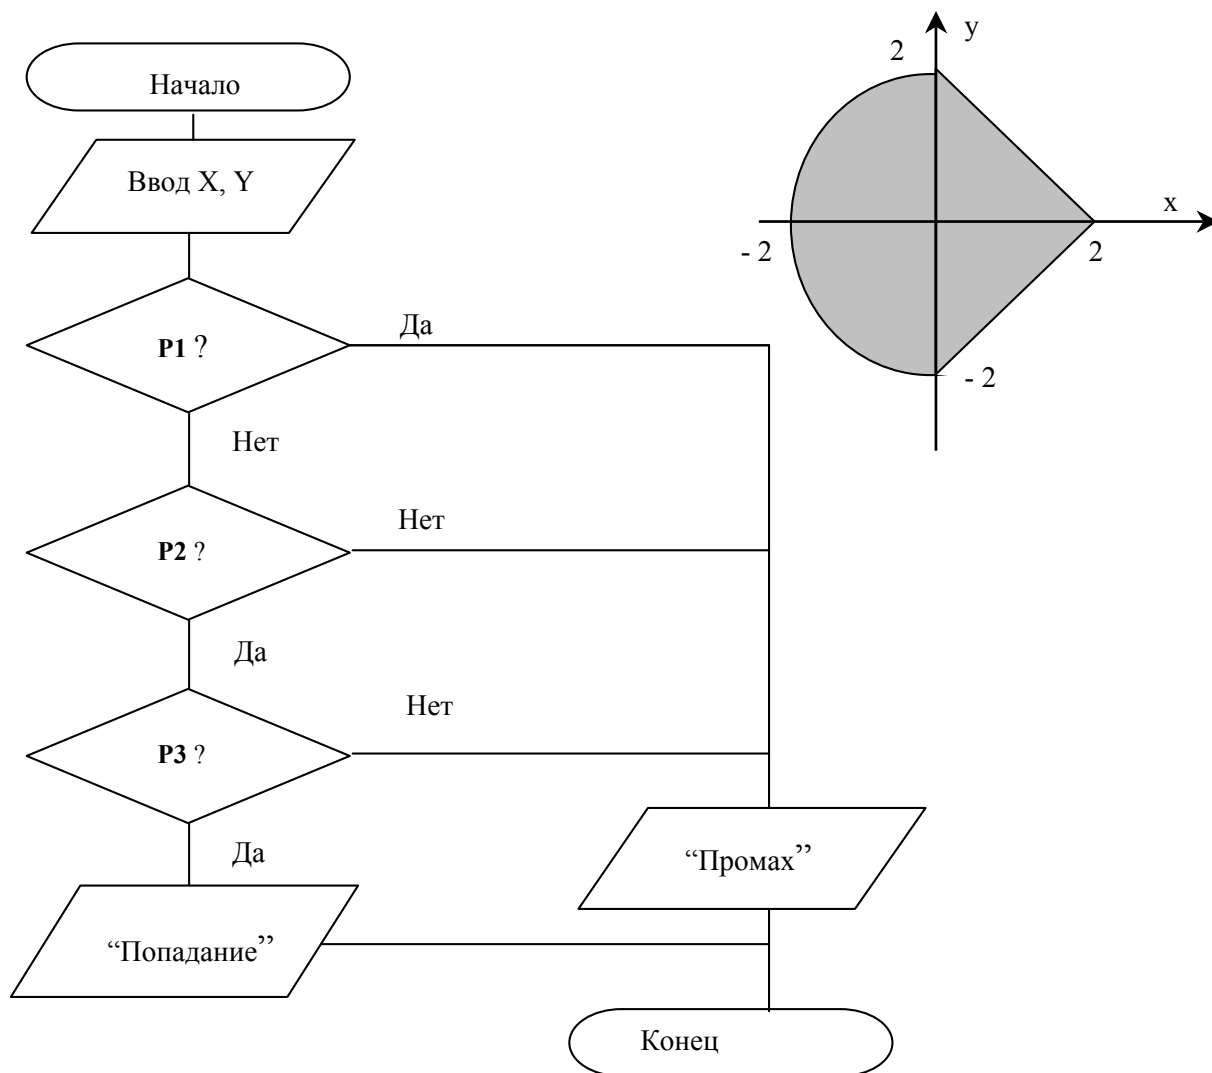 Начало
Ввод X, Y
P1 ?
Да
Нет
P2 ?
Нет
Да
P3 ?
Нет
Да
“Попадание”
“Промах”
Конец
y
2
x
- 2
2
- 2